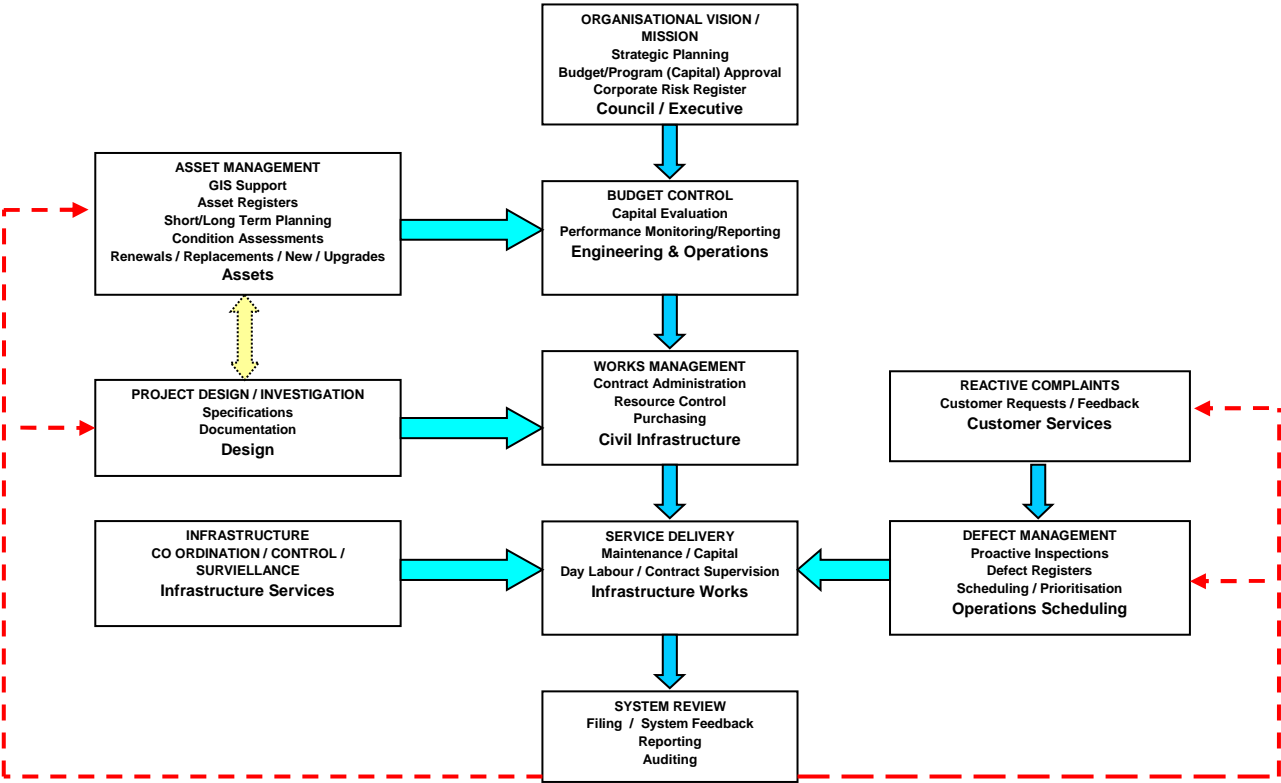 ORGANISATIONAL VISION /
MISSION
Strategic Planning
Budget/Program (Capital) Approval
Corporate Risk Register
Council / Executive
ASSET MANAGEMENT
GIS Support
Asset Registers
Short/Long Term Planning
Condition Assessments
Renewals / Replacements / New / Upgrades
Assets
BUDGET CONTROL
Capital Evaluation
Performance Monitoring/Reporting
Engineering & Operations
PROJECT DESIGN / INVESTIGATION
Specifications
Documentation
Design
WORKS MANAGEMENT
Contract Administration
Resource Control
Purchasing
Civil Infrastructure
REACTIVE COMPLAINTS
Customer Requests / Feedback
Customer Services
INFRASTRUCTURE
CO ORDINATION / CONTROL /
SURVIELLANCE
Infrastructure Services
SERVICE DELIVERY
Maintenance / Capital
Day Labour / Contract Supervision
Infrastructure Works
DEFECT MANAGEMENT
Proactive Inspections
Defect Registers
Scheduling / Prioritisation
Operations Scheduling
SYSTEM REVIEW
Filing / System Feedback
Reporting
Auditing